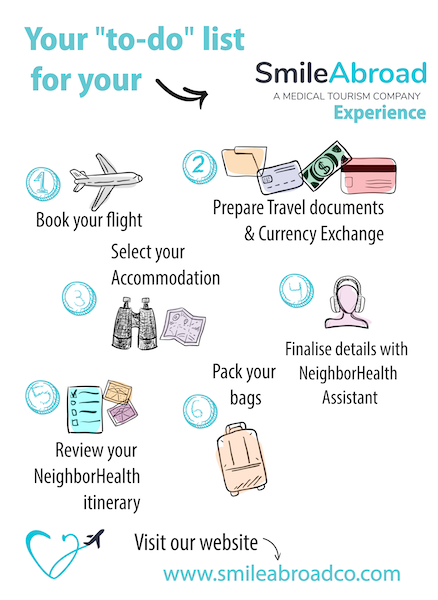 Your "to-do" list
for your
SmileAbroad
A MEDICAL TOURISM COMPANY
Experience
1
Book your flight
2
Prepare Travel documents
& Currency Exchange
3
Select your
Accommodation
4
Finalise details with
NeighborHealth
Assistant
5
Review your
NeighborHealth
itinerary
6
Pack your
bags
Visit our website
www.smileabroadco.com